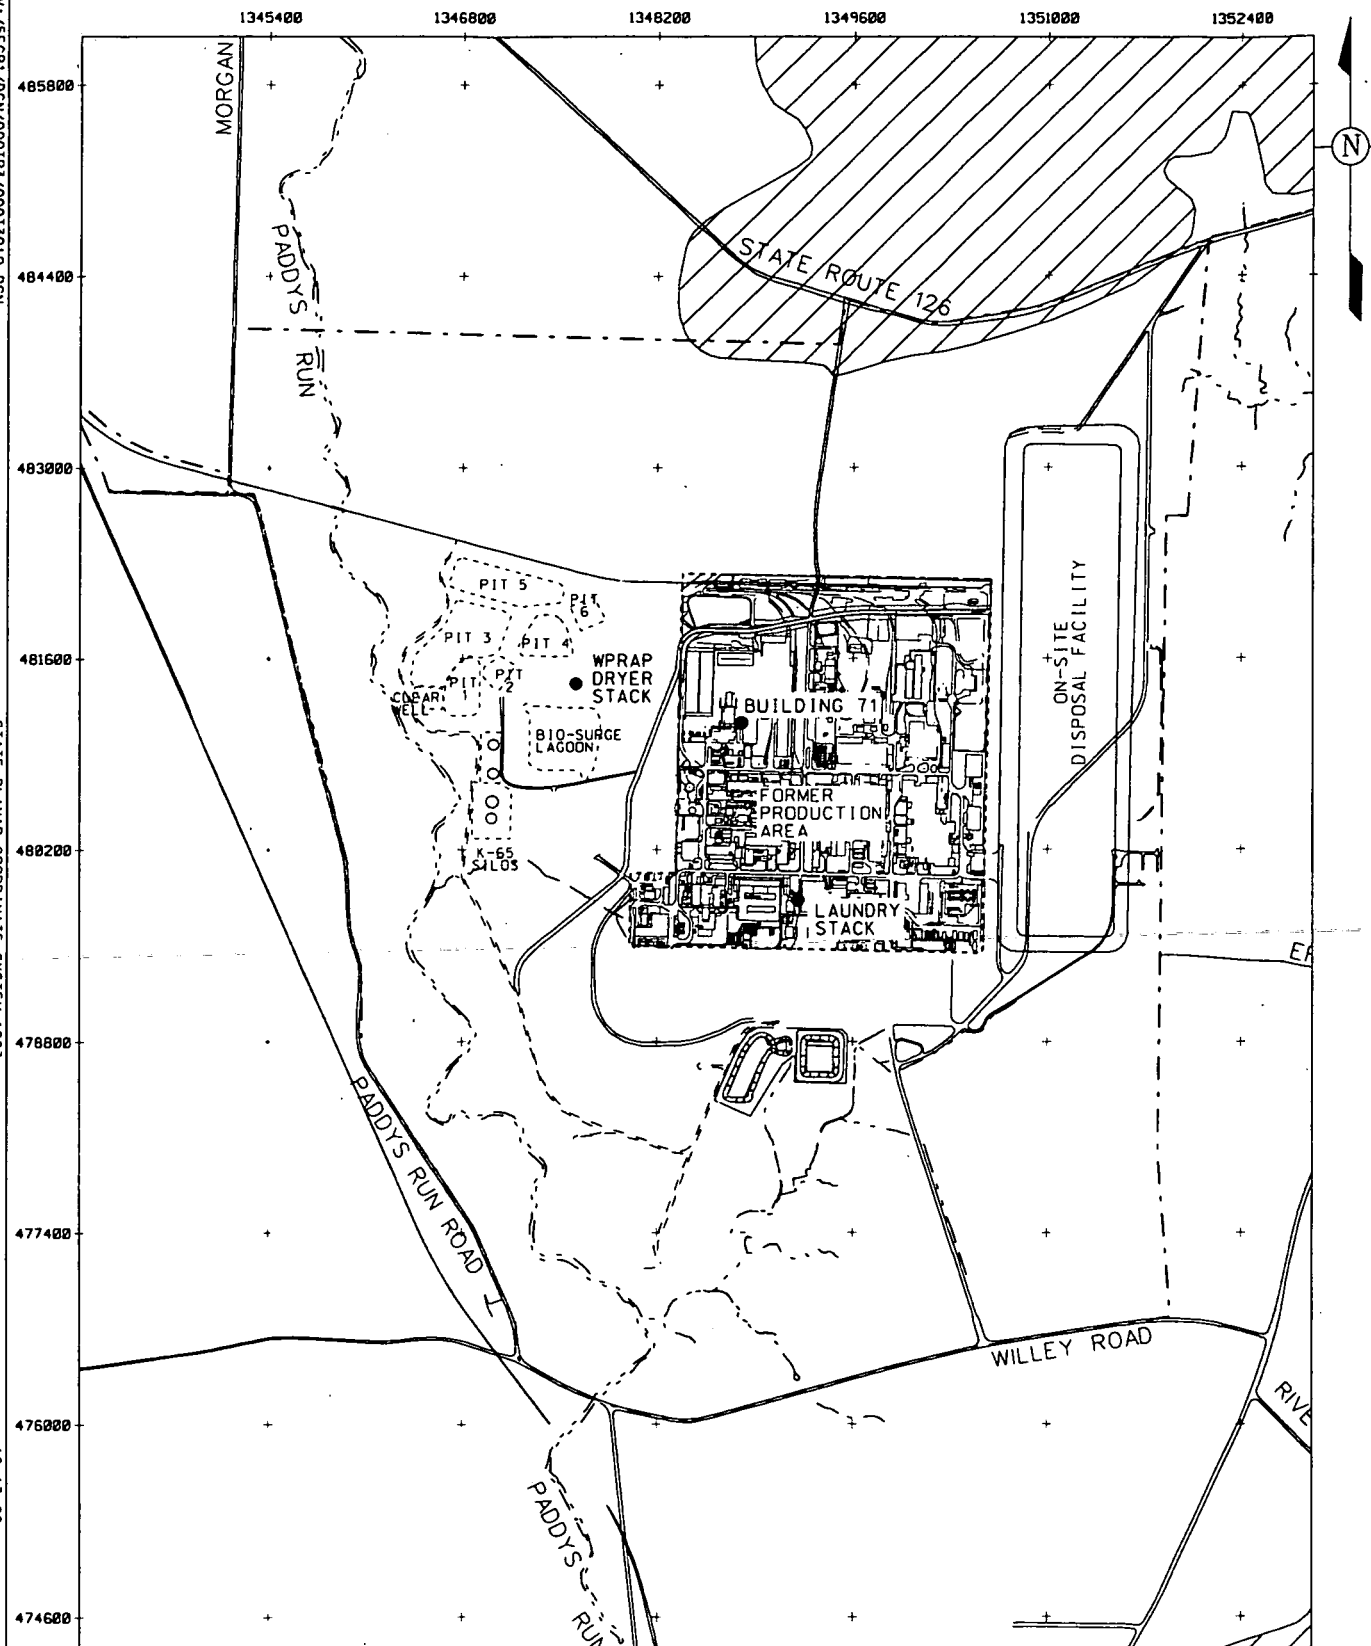 1345400
1346800
1348200
1349600
1351000
1352400
485800
MORGAN
N
PADDYS RUN
STATE ROUTE 126
484400
483000
PIT 5
PIT
6
PIT 3
PIT 4
481600
WPRAP
DRYER
STACK
PIT
1
PIT
2
BUILDING 71
BIO-SURGE
LAGOON
ON-SITE
DISPOSAL FACILITY
FORMER
PRODUCTION
AREA
480200
K-65
SILOS
LAUNDRY
STACK
478800
PADDYS RUN ROAD
477400
WILLEY ROAD
RIVE
476000
PADDYS RUN
474600